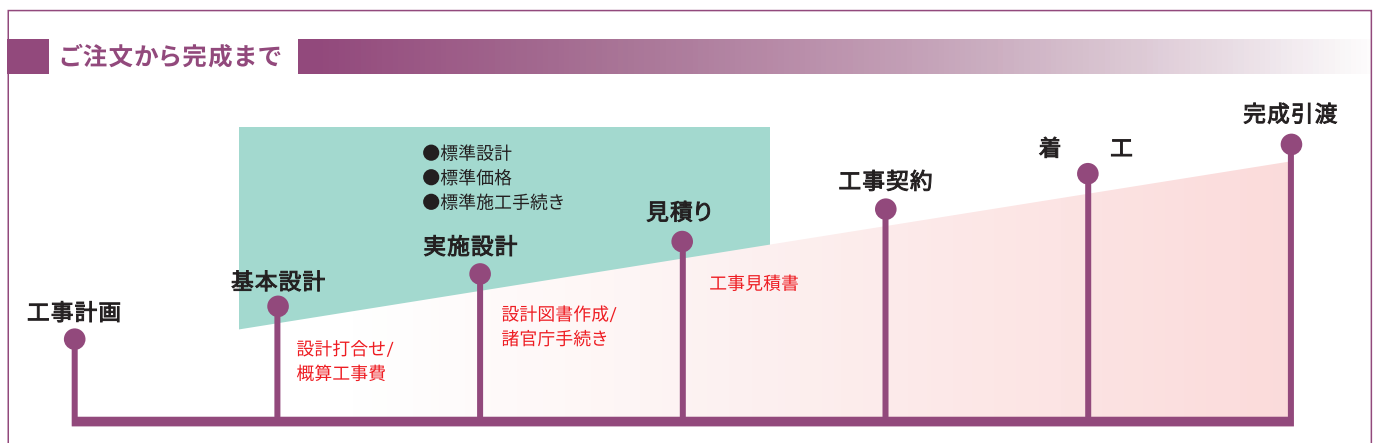 ご注文から完成まで
●標準設計
●標準価格
●標準施工手続き
工事計画
基本設計
実施設計
見積り
工事契約
着 工
完成引渡
設計打合せ/
概算工事費
設計図書作成/
諸官庁手続き
工事見積書